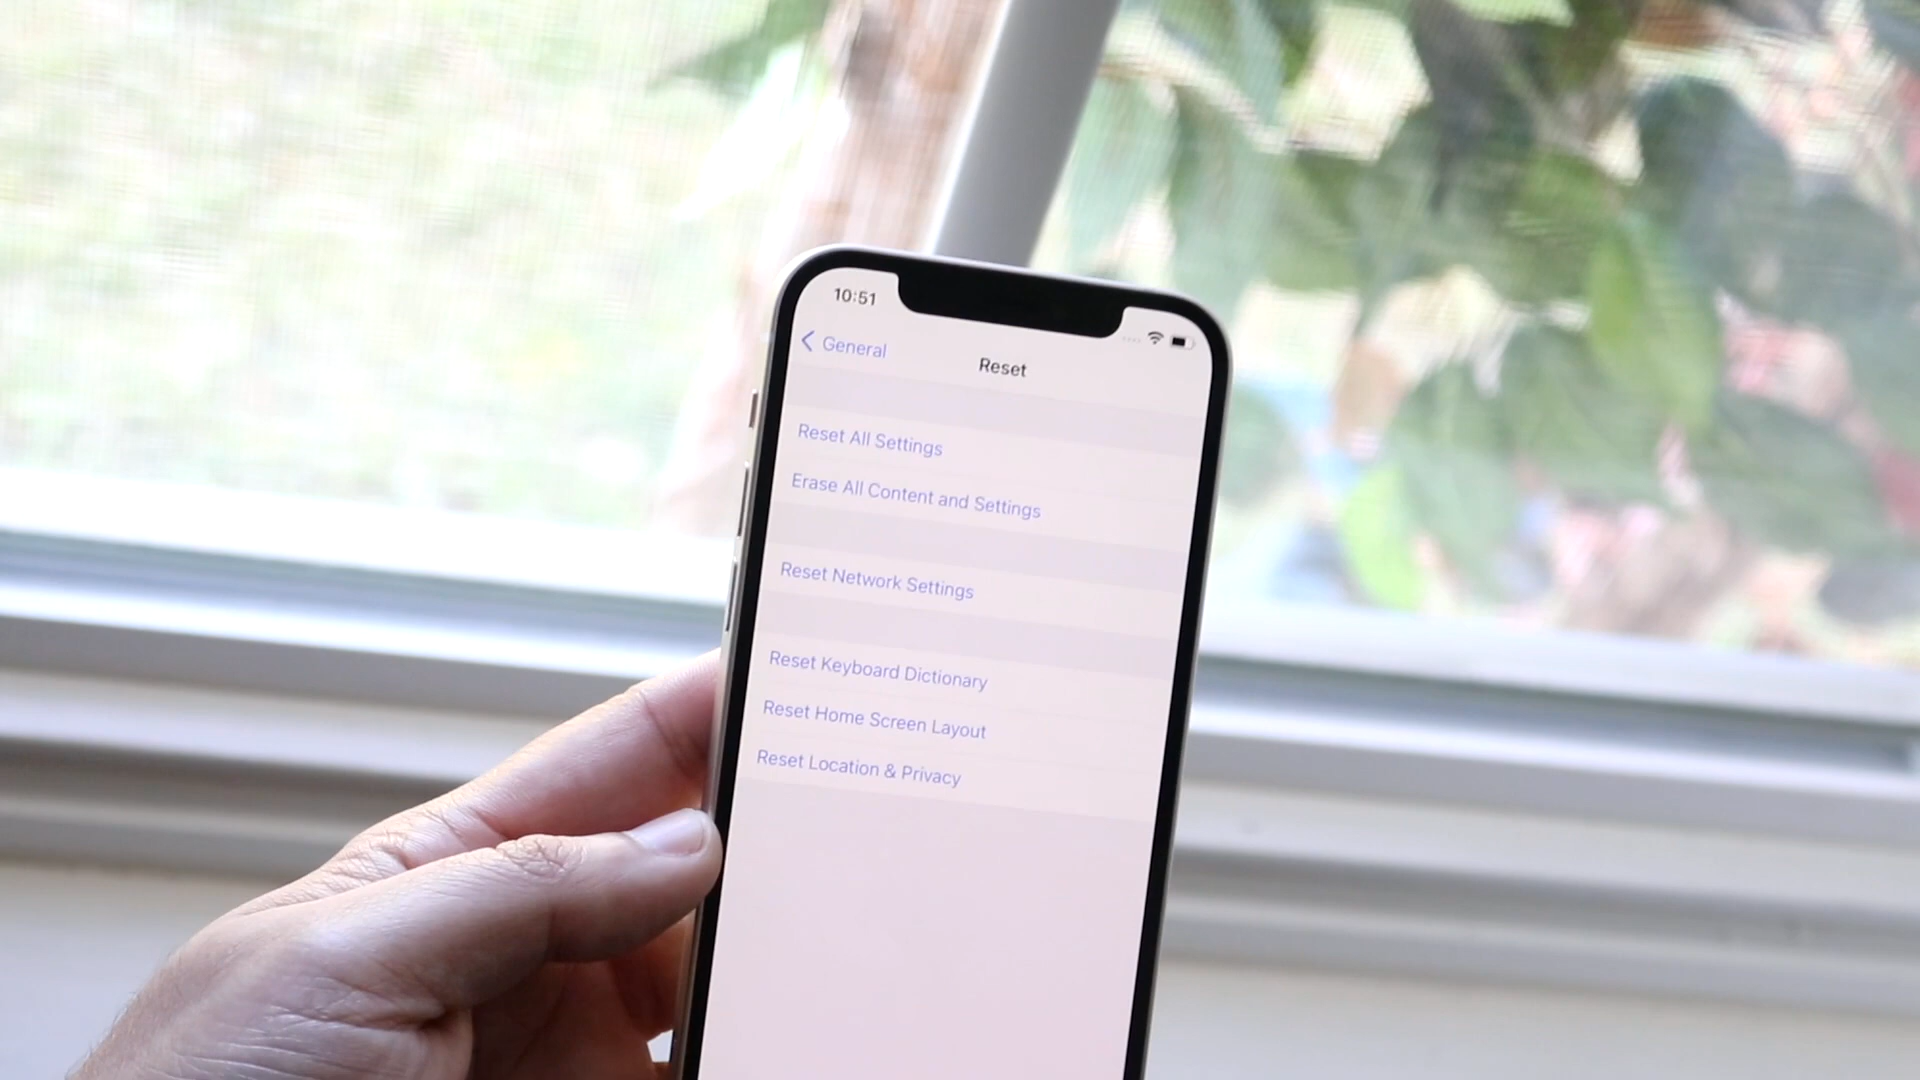 10:51
General
Reset
Reset All Settings
Erase All Content and Settings
Reset Network Settings
Reset Keyboard Dictionary
Reset Home Screen Layout
Reset Location & Privacy